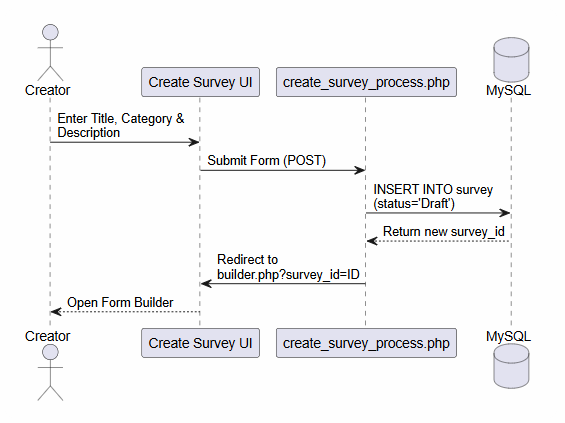 Creator
Create Survey UI
create_survey_process.php
MySQL
Enter Title, Category &
Description
Submit Form (POST)
INSERT INTO survey
(status='Draft')
Return new survey_id
Redirect to
builder.php?survey_id=ID
Open Form Builder
Creator
Create Survey UI
create_survey_process.php
MySQL